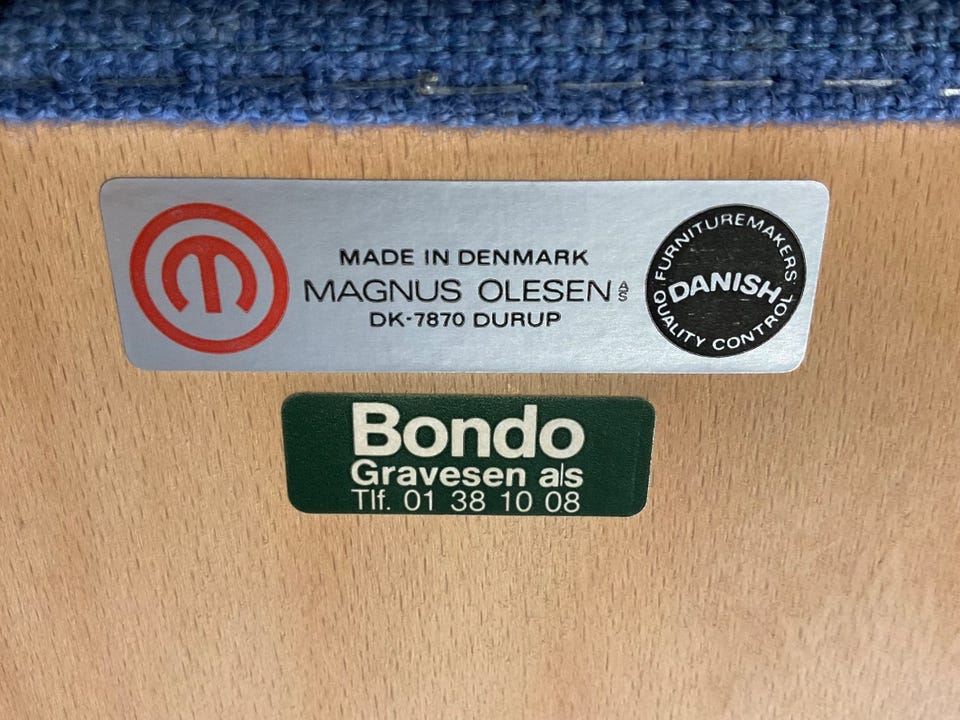 MADE IN DENMARK
MAGNUS OLESEN A/S
DK-7870 DURUP
FURNITUREMAKERS
DANISH
QUALITY CONTROL
Bondo
Gravesen a/s
Tlf. 01 38 10 08